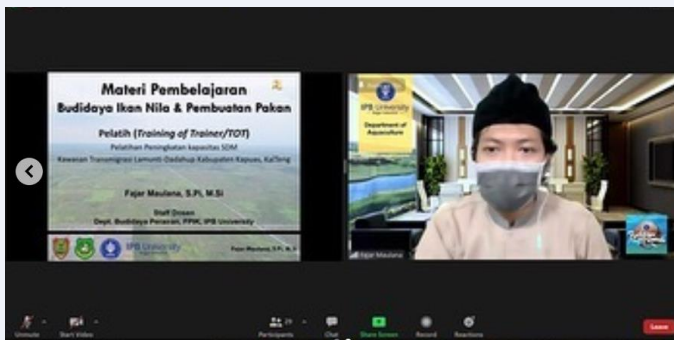 Materi Pembelajaran
Budidaya Ikan Nila & Pembuatan Pakan
Pelatih (Training of Trainer/TOT)
Pelatihan Peningkatan kapasitas SDM
Kawasan Transmigrasi Lamunti-Dadahup Kabupaten Kapuas, KalTeng
Fajar Maulana, S.Pi, M.Si
Staff Dosen
Dept. Budidaya Perairan, FPIK, IPB University
IPB University
Fajar Maulana, S.Pi, M.Si
IPB University
Department of
Aquaculture
Fajar Maulana
Unmute
Start Video
Participants
29
Chat
Share Screen
Record
Reactions
Leave